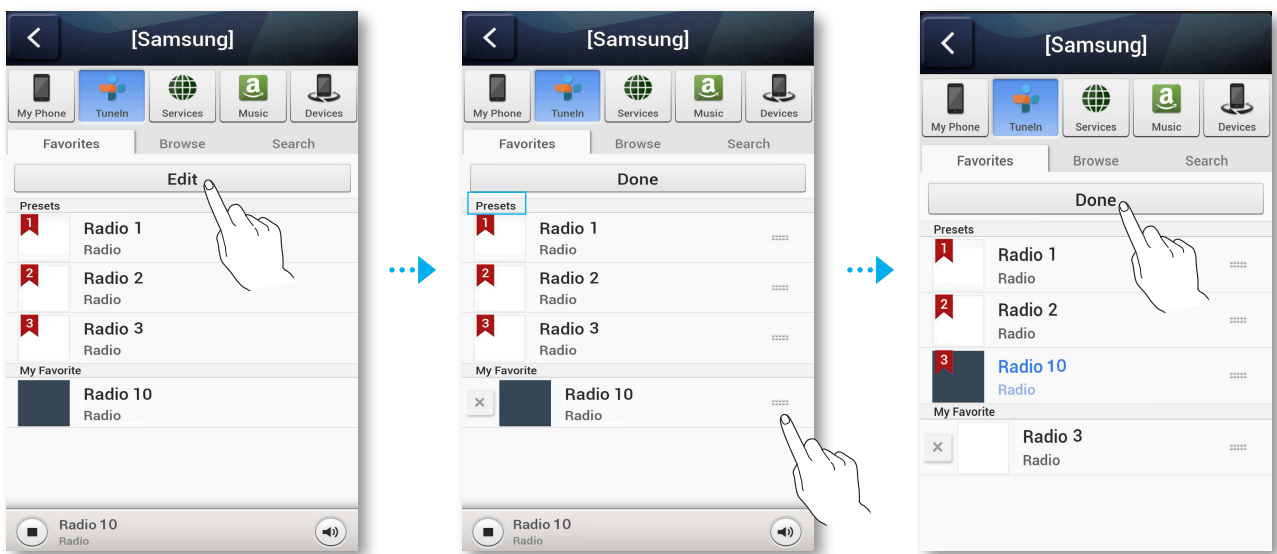 [Samsung]
My Phone TuneIn Services Music Devices
Favorites Browse Search
Edit
Presets
1 Radio 1
Radio
2 Radio 2
Radio
3 Radio 3
Radio
My Favorite
Radio 10
Radio
Radio 10
Radio
[Samsung]
My Phone TuneIn Services a Music Devices
Favorites Browse Search
Done
Presets
1 Radio 1
Radio
2 Radio 2
Radio
3 Radio 3
Radio
My Favorite
Radio 10
Radio
Radio 10
Radio
[Samsung]
My Phone TuneIn Services a Music Devices
Favorites Browse Search
Done
Presets
1 Radio 1
Radio
2 Radio 2
Radio
3 Radio 10
Radio
My Favorite
Radio 3
Radio